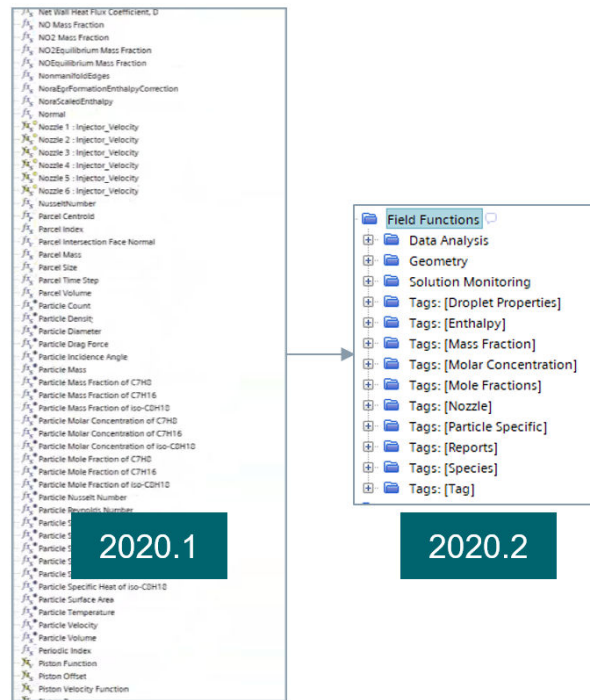 Net Wall Heat Flux Coefficient, D
NO Mass Fraction
NO2 Mass Fraction
NO2Equilibrium Mass Fraction
NOEquilibrium Mass Fraction
NonmanifoldEdges
NoraEgrFormationEnthalpyCorrection
NoraScaledEnthalpy
Normal
Nozzle 1 : Injector_Velocity
Nozzle 2 : Injector_Velocity
Nozzle 3 : Injector_Velocity
Nozzle 4 : Injector_Velocity
Nozzle 5 : Injector_Velocity
Nozzle 6 : Injector_Velocity
NusseltNumber
Parcel Centroid
Parcel Index
Parcel Intersection Face Normal
Parcel Mass
Parcel Size
Parcel Time Step
Parcel Volume
Particle Count
Particle Density
Particle Diameter
Particle Drag Force
Particle Incidence Angle
Particle Mass
Particle Mass Fraction of C7H8
Particle Mass Fraction of C7H16
Particle Mass Fraction of iso-C8H18
Particle Molar Concentration of C7H8
Particle Molar Concentration of C7H16
Particle Molar Concentration of iso-C8H18
Particle Mole Fraction of C7H8
Particle Mole Fraction of C7H16
Particle Mole Fraction of iso-C8H18
Particle Nusselt Number
Particle Reynolds Number
Particle S
Particle S
Particle S
Particle S
Particle S
Particle Specific Heat of iso-C8H18
Particle Surface Area
Particle Temperature
Particle Velocity
Particle Volume
Periodic Index
Piston Function
Piston Offset
Piston Velocity Function
2020.1
Field Functions
Data Analysis
Geometry
Solution Monitoring
Tags: [Droplet Properties]
Tags: [Enthalpy]
Tags: [Mass Fraction]
Tags: [Molar Concentration]
Tags: [Mole Fractions]
Tags: [Nozzle]
Tags: [Particle Specific]
Tags: [Reports]
Tags: [Species]
Tags: [Tag]
2020.2